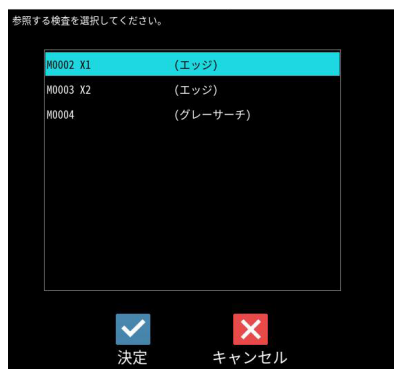 参照する検査を選択してください。
M0002 X1 (エッジ)
M0003 X2 (エッジ)
M0004 (グレーサーチ)
決定 キャンセル